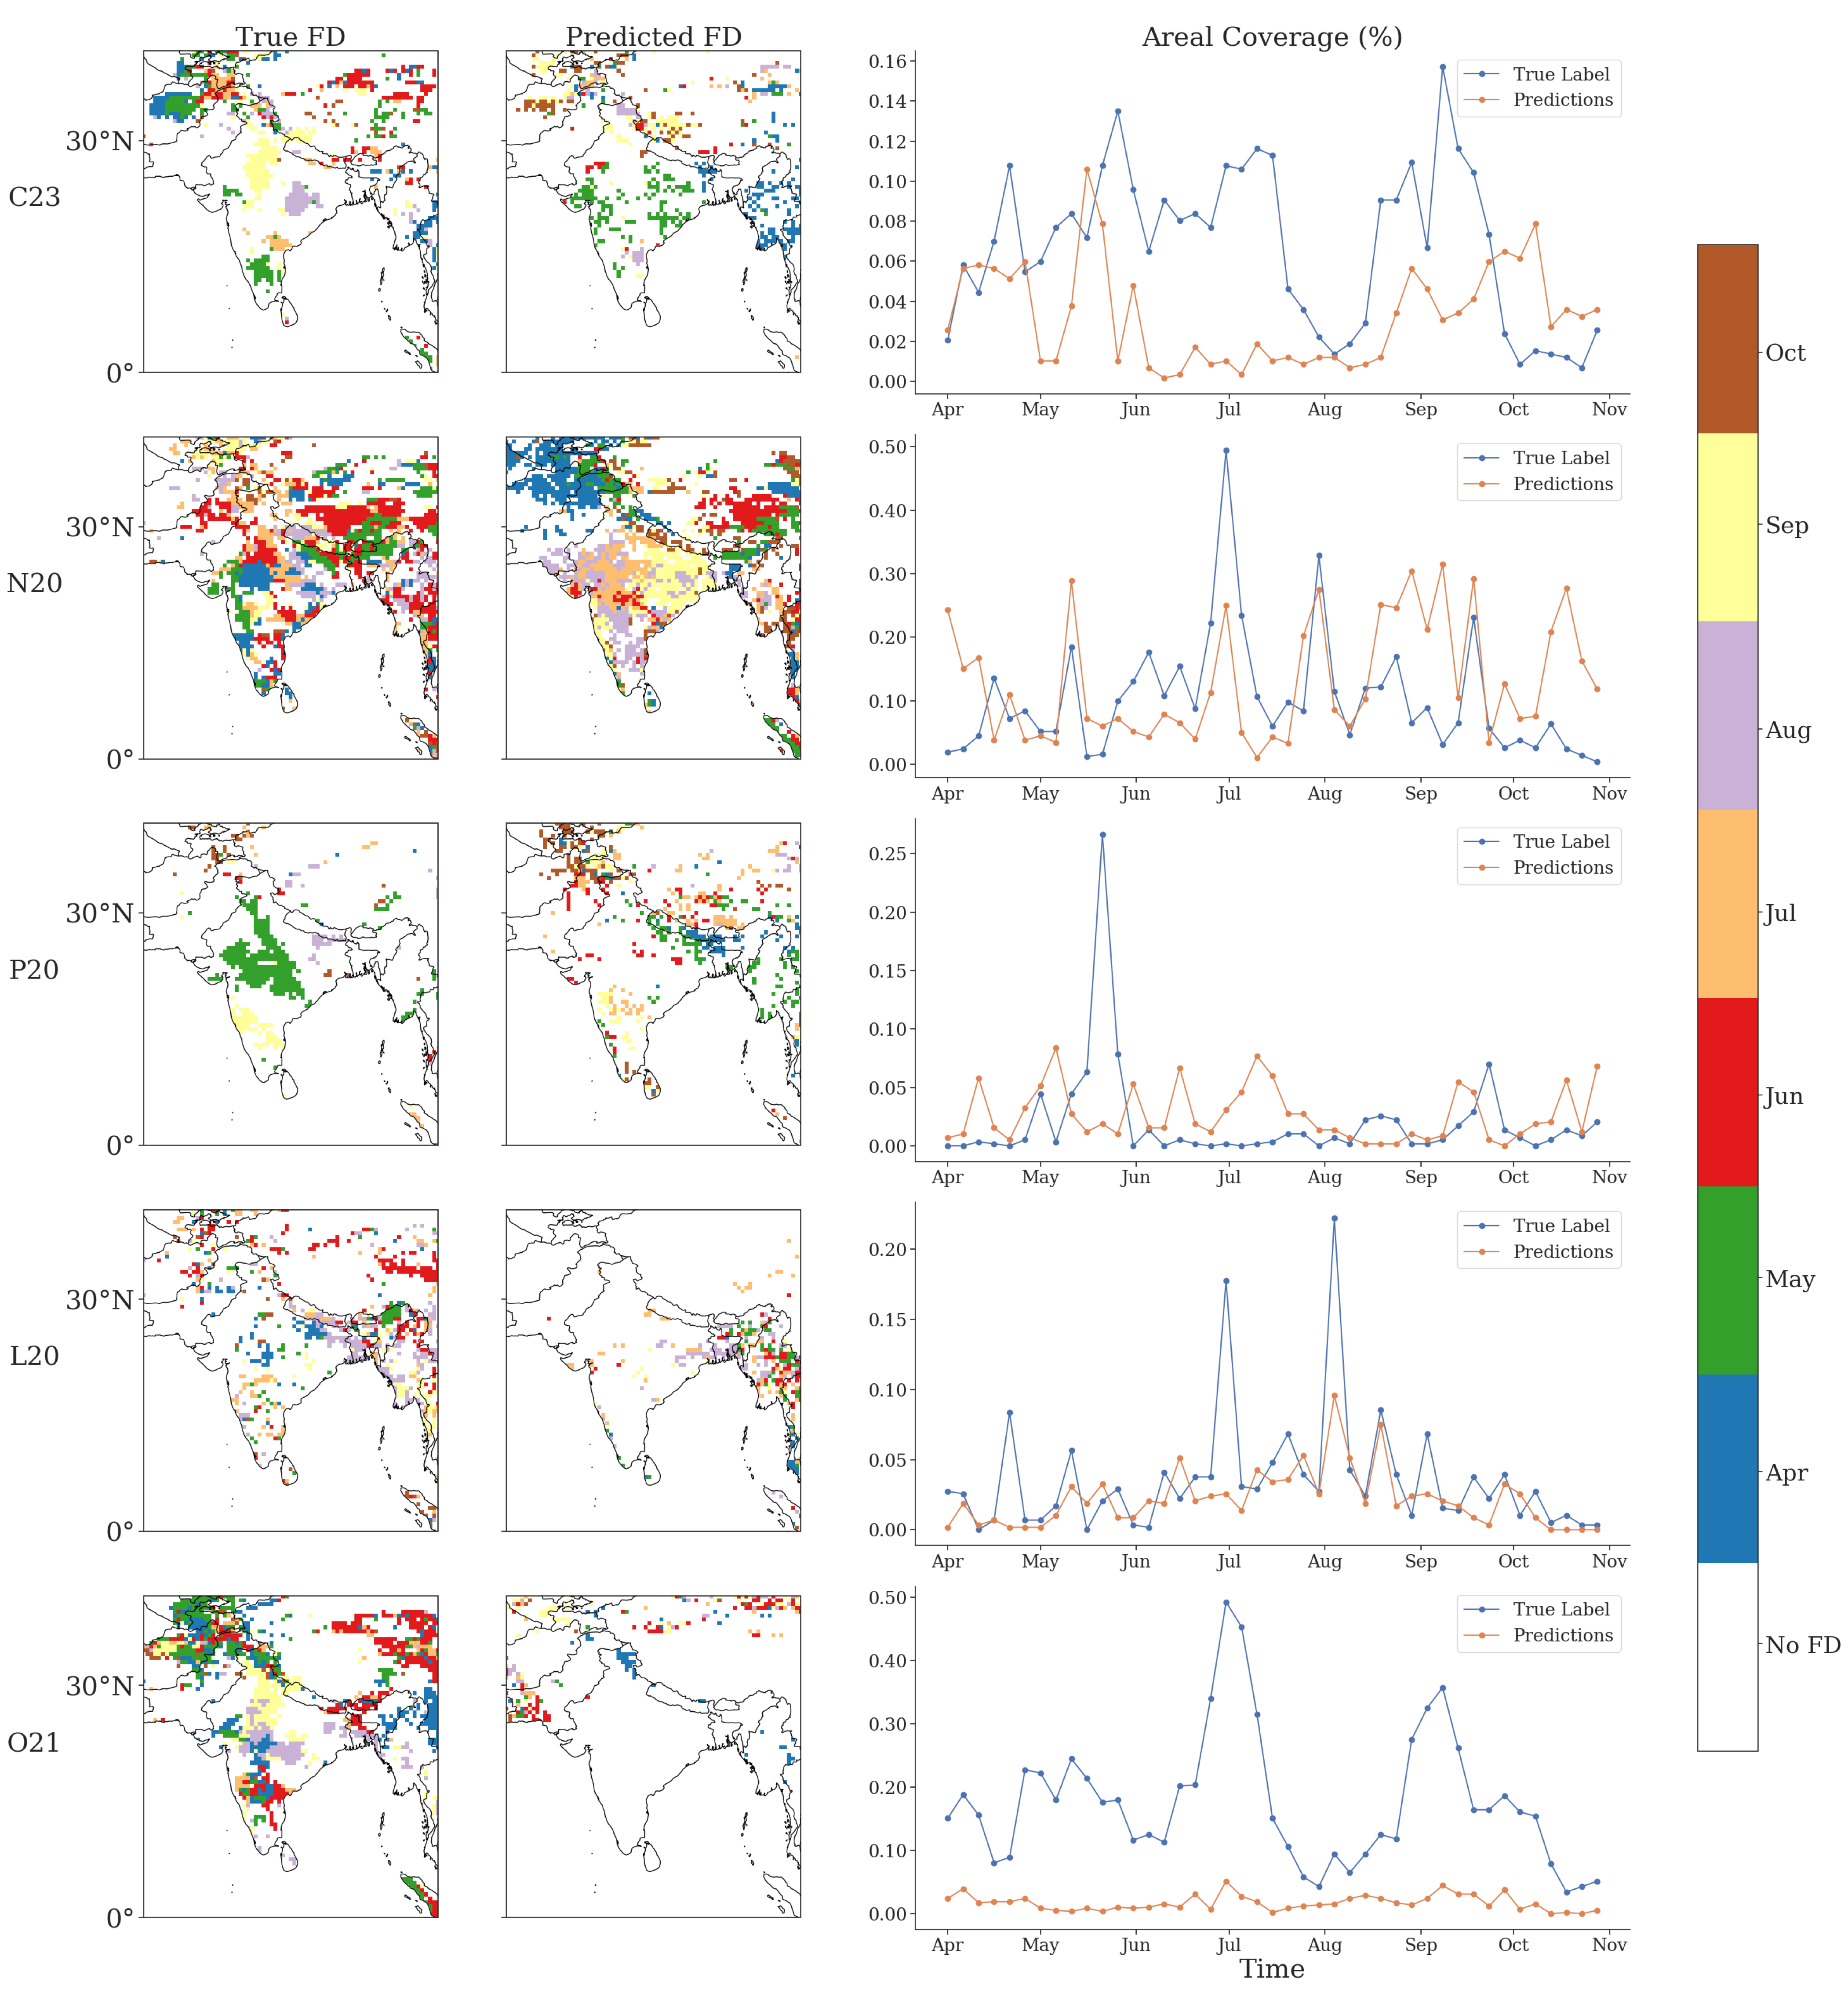 True FD
Predicted FD
Areal Coverage (%)
C23
30°N
0°
0.16
0.14
0.12
0.10
0.08
0.06
0.04
0.02
0.00
True Label
Predictions
Apr May Jun Jul Aug Sep Oct Nov
N20
30°N
0°
0.50
0.40
0.30
0.20
0.10
0.00
True Label
Predictions
Apr May Jun Jul Aug Sep Oct Nov
P20
30°N
0°
0.25
0.20
0.15
0.10
0.05
0.00
True Label
Predictions
Apr May Jun Jul Aug Sep Oct Nov
L20
30°N
0°
0.20
0.15
0.10
0.05
0.00
True Label
Predictions
Apr May Jun Jul Aug Sep Oct Nov
O21
30°N
0°
0.50
0.40
0.30
0.20
0.10
0.00
True Label
Predictions
Apr May Jun Jul Aug Sep Oct Nov
Time
Oct
Sep
Aug
Jul
Jun
May
Apr
No FD